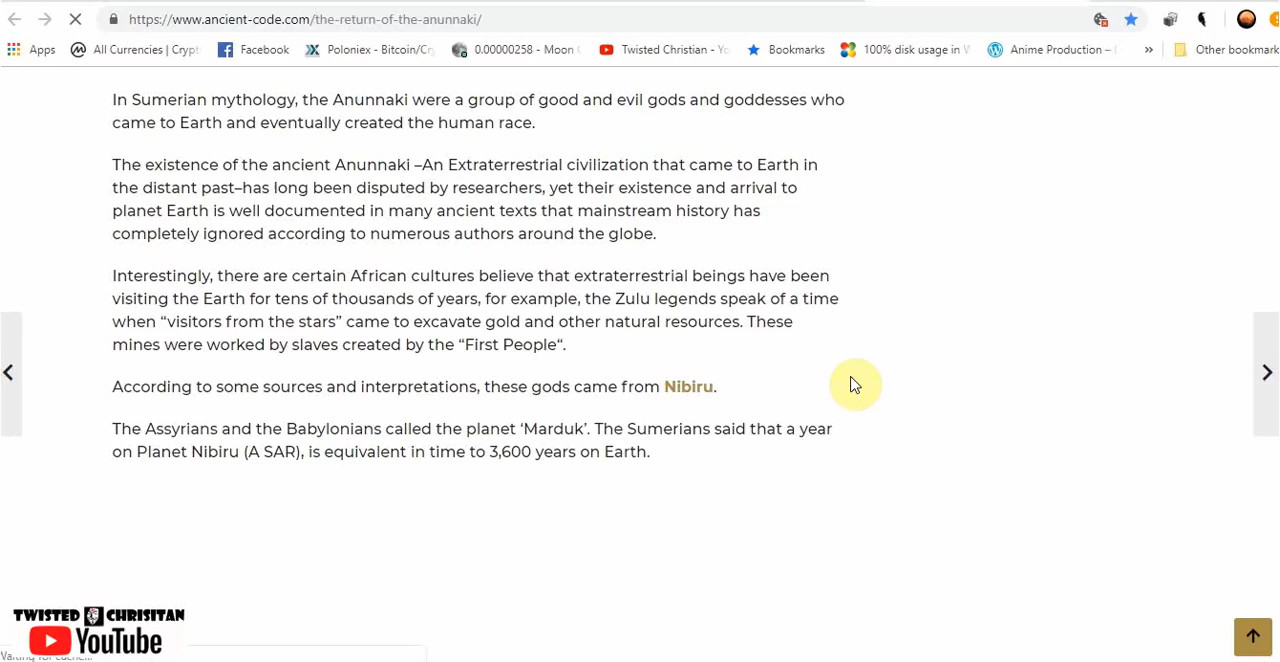 https://www.ancient-code.com/the-return-of-the-anunnaki/
Apps All Currencies | Crypt Facebook Poloniex - Bitcoin/Cr 0.00000258 - Moon Twisted Christian - Yo Bookmarks 100% disk usage in W Anime Production – » Other bookmark
In Sumerian mythology, the Anunnaki were a group of good and evil gods and goddesses who
came to Earth and eventually created the human race.
The existence of the ancient Anunnaki –An Extraterrestrial civilization that came to Earth in
the distant past–has long been disputed by researchers, yet their existence and arrival to
planet Earth is well documented in many ancient texts that mainstream history has
completely ignored according to numerous authors around the globe.
Interestingly, there are certain African cultures believe that extraterrestrial beings have been
visiting the Earth for tens of thousands of years, for example, the Zulu legends speak of a time
when “visitors from the stars” came to excavate gold and other natural resources. These
mines were worked by slaves created by the “First People“.
According to some sources and interpretations, these gods came from Nibiru.
The Assyrians and the Babylonians called the planet ‘Marduk’. The Sumerians said that a year
on Planet Nibiru (A SAR), is equivalent in time to 3,600 years on Earth.
TWISTED CHRISITAN
YouTube